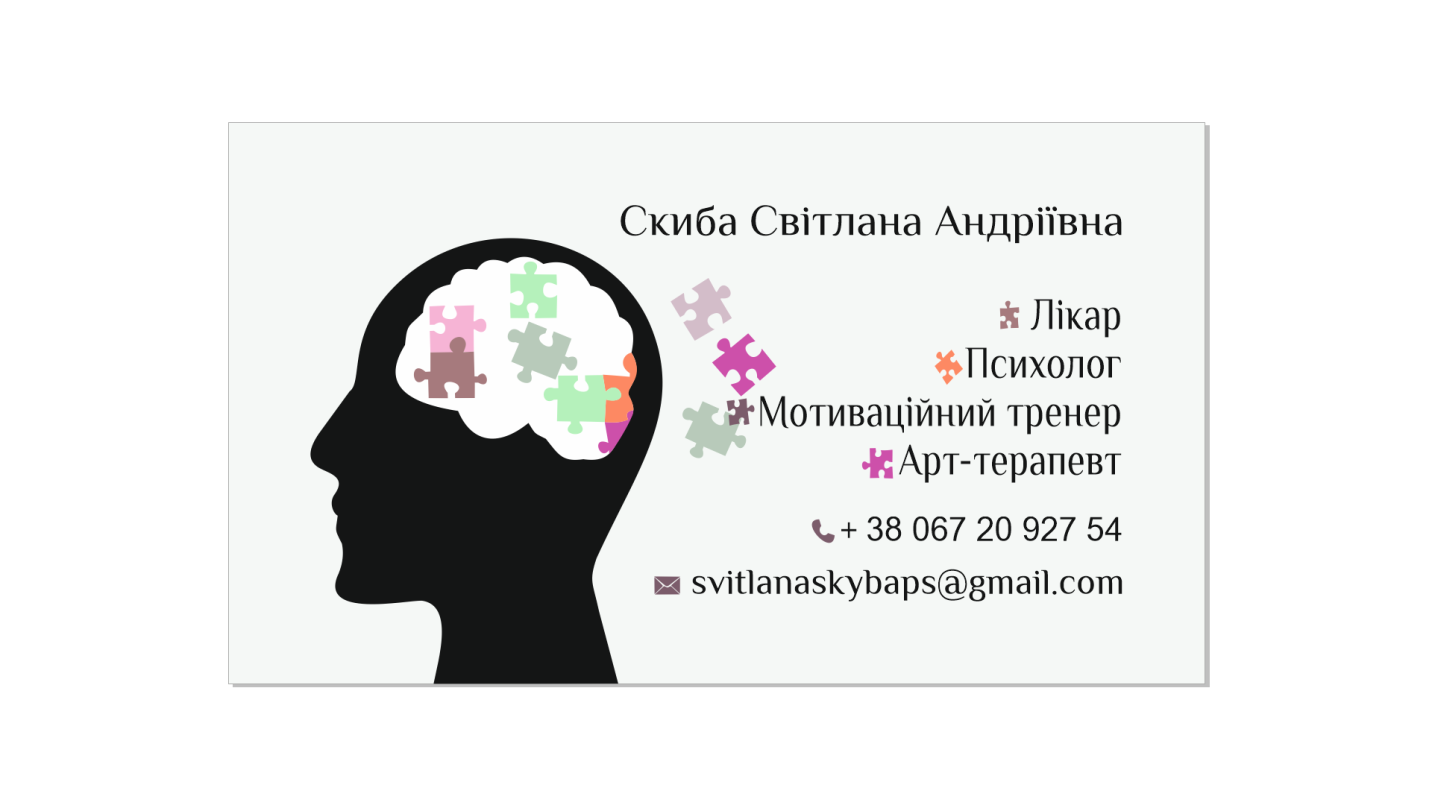 Скиба Світлана Андріївна
Лікар
Психолог
Мотиваційний тренер
Арт-терапевт
+ 38 067 20 927 54
svitlanaskybaps@gmail.com